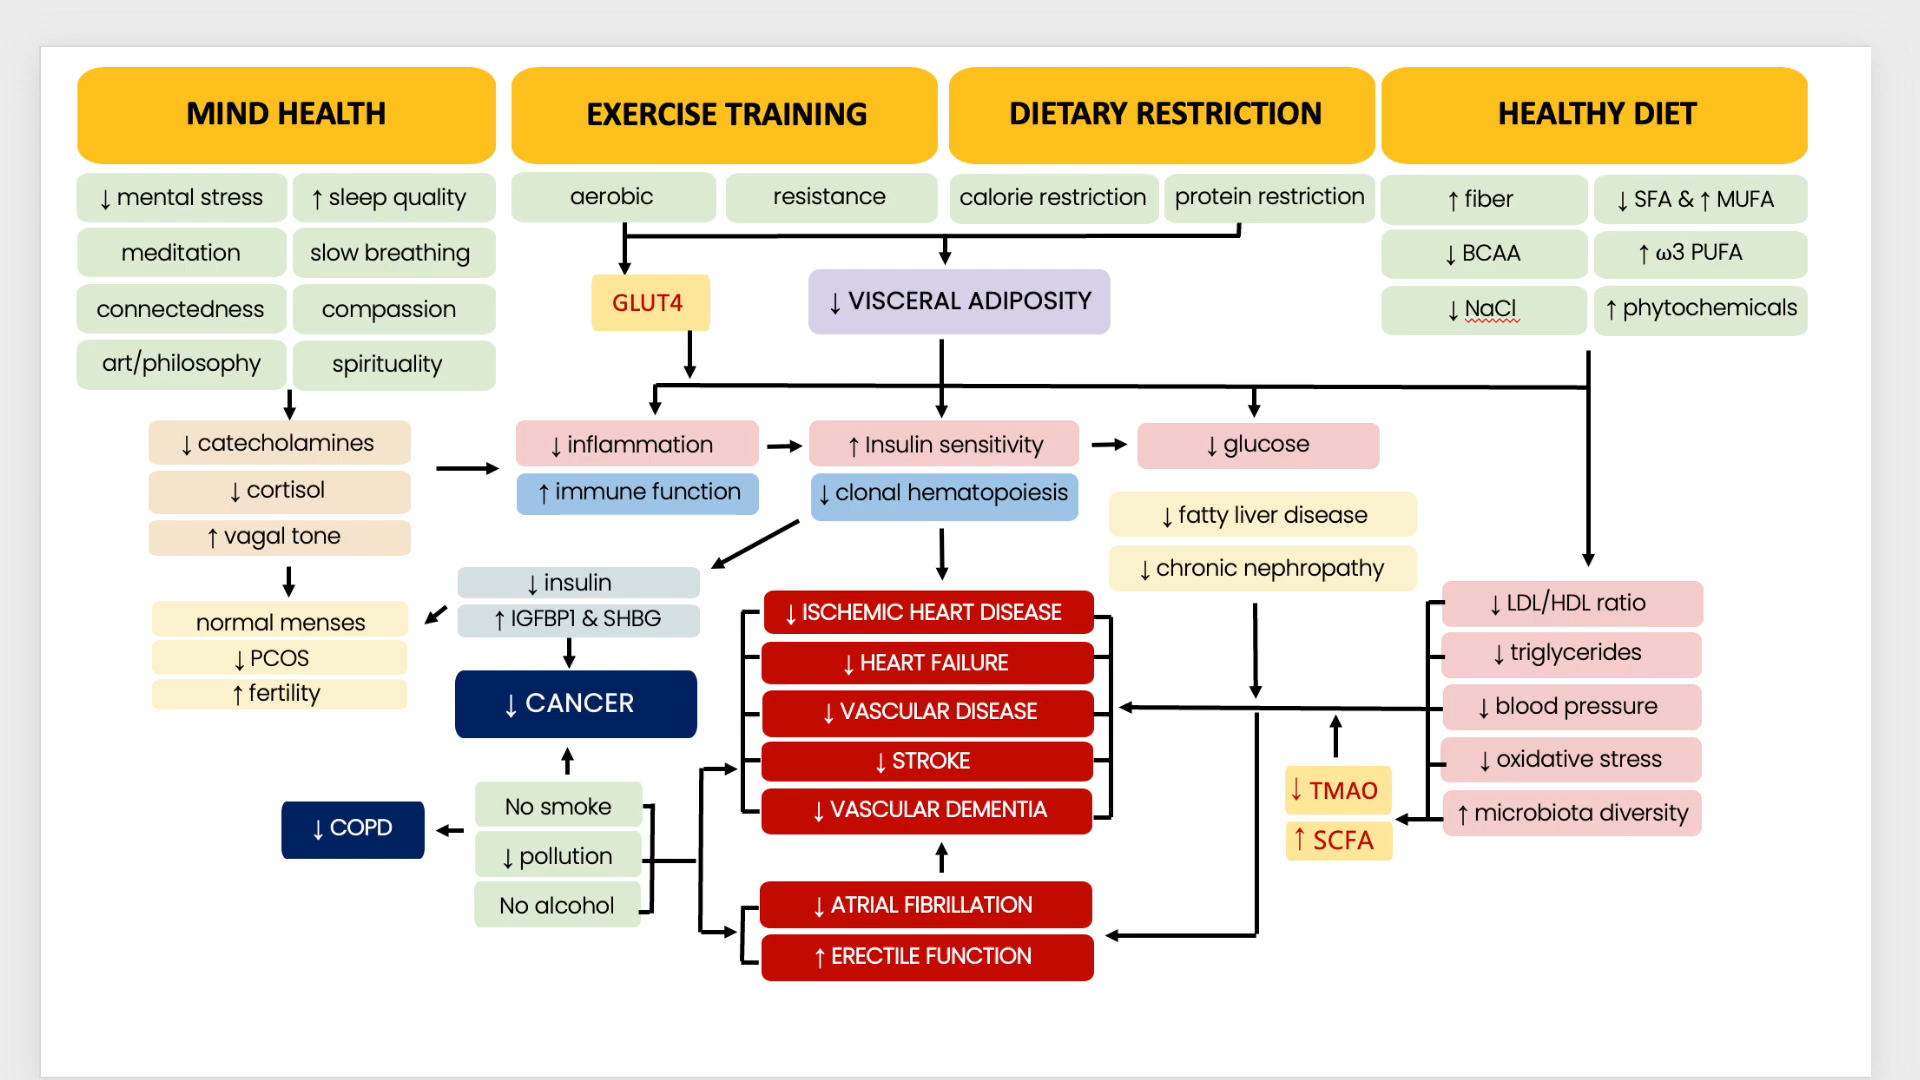 MIND HEALTH
EXERCISE TRAINING
DIETARY RESTRICTION
HEALTHY DIET
↓ mental stress
↑ sleep quality
meditation
slow breathing
connectedness
compassion
art/philosophy
spirituality
aerobic
resistance
calorie restriction
protein restriction
↑ fiber
↓ SFA & ↑ MUFA
↓ BCAA
↑ ω3 PUFA
↓ NaCl
↑ phytochemicals
GLUT4
↓ VISCERAL ADIPOSITY
↓ catecholamines
↓ cortisol
↑ vagal tone
↓ inflammation
↑ immune function
↑ Insulin sensitivity
↓ clonal hematopoiesis
↓ glucose
↓ fatty liver disease
↓ chronic nephropathy
normal menses
↓ PCOS
↑ fertility
↓ insulin
↑ IGFBP1 & SHBG
↓ CANCER
↓ COPD
No smoke
↓ pollution
No alcohol
↓ ISCHEMIC HEART DISEASE
↓ HEART FAILURE
↓ VASCULAR DISEASE
↓ STROKE
↓ VASCULAR DEMENTIA
↓ ATRIAL FIBRILLATION
↑ ERECTILE FUNCTION
↓ LDL/HDL ratio
↓ triglycerides
↓ blood pressure
↓ oxidative stress
↑ microbiota diversity
↓ TMAO
↑ SCFA